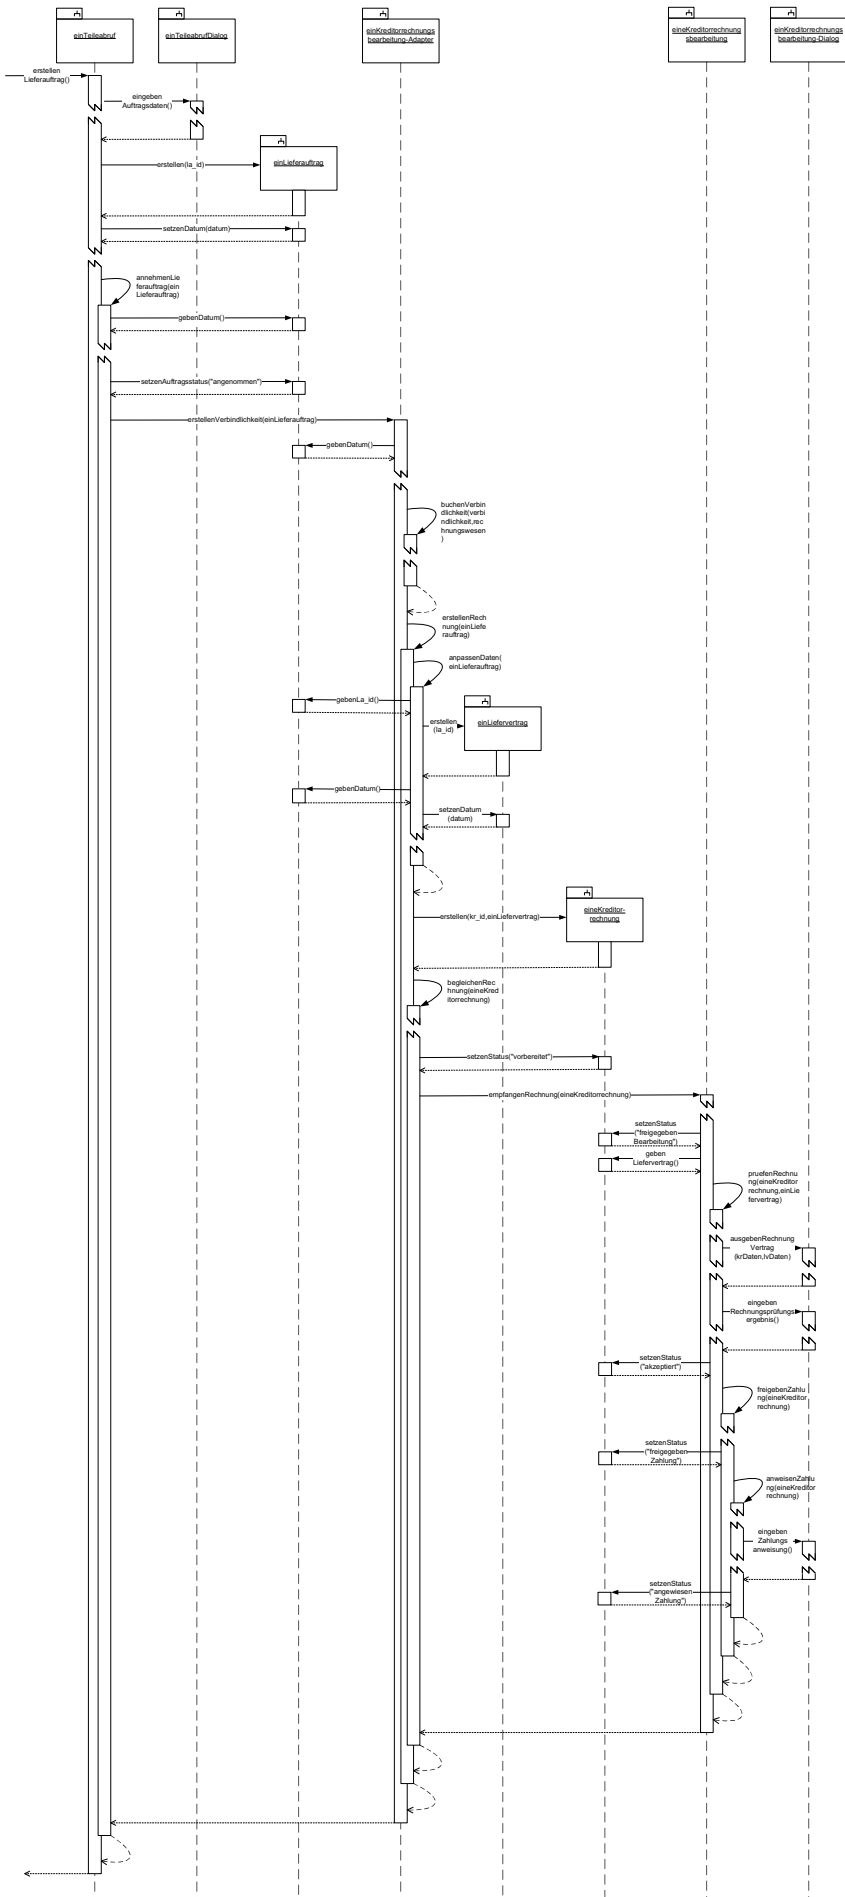 einTeileabruf
einTeileabrufDialog
einKreditorrechnungs
bearbeitung-Adapter
eineKreditorrechnung
sbearbeitung
einKreditorrechnungs
bearbeitung-Dialog
erstellen
Lieferauftrag()
eingeben
Auftragsdaten()
erstellen(la_id)
einLieferauftrag
setzenDatum(datum)
annehmenLie
ferauftrag(ein
Lieferauftrag)
gebenDatum()
setzenAuftragsstatus("angenommen")
erstellenVerbindlichkeit(einLieferauftrag)
gebenDatum()
buchenVerbin
dlichkeit(verbi
ndlichkeit,rec
hnungswesen
)
erstellenRech
nung(einLiefe
rauftrag)
anpassenDaten(
einLieferauftrag)
gebenLa_id()
erstellen
(la_id)
einLiefervertrag
gebenDatum()
setzenDatum
(datum)
erstellen(kr_id,einLiefervertrag)
eineKreditor-
rechnung
begleichenRec
hnung(eineKred
itorrechnung)
setzenStatus("vorbereitet")
empfangenRechnung(eineKreditorrechnung)
setzenStatus
("freigegeben
Bearbeitung")
geben
Liefervertrag()
pruefenRechnu
ng(eineKreditor
rechnung,einLie
fervertrag)
ausgebenRechnung
Vertrag
(krDaten,lvDaten)
eingeben
Rechnungsprüfungs
ergebnis()
setzenStatus
("akzeptiert")
freigebenZahlu
ng(eineKreditor
rechnung)
setzenStatus
("freigegeben
Zahlung")
anweisenZahlu
ng(eineKreditor
rechnung)
eingeben
Zahlungs
anweisung()
setzenStatus
("angewiesen
Zahlung")